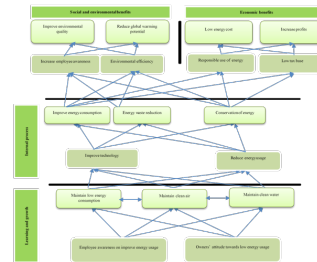 Social and environmental benefits
Economic benefits
Improve environmental
quality
Reduce global warming
potential
Low energy cost
Increase profits
Increase employee awareness
Environmental efficiency
Responsible use of energy
Less tax base
Internal process
Improve energy consumption
Energy waste reduction
Conservation of energy
Improve technology
Reduce energy usage
Learning and growth
Maintain low energy
consumption
Maintain clean air
Maintain clean water
Employee awareness on improve energy usage
Owners' attitude towards low energy usage